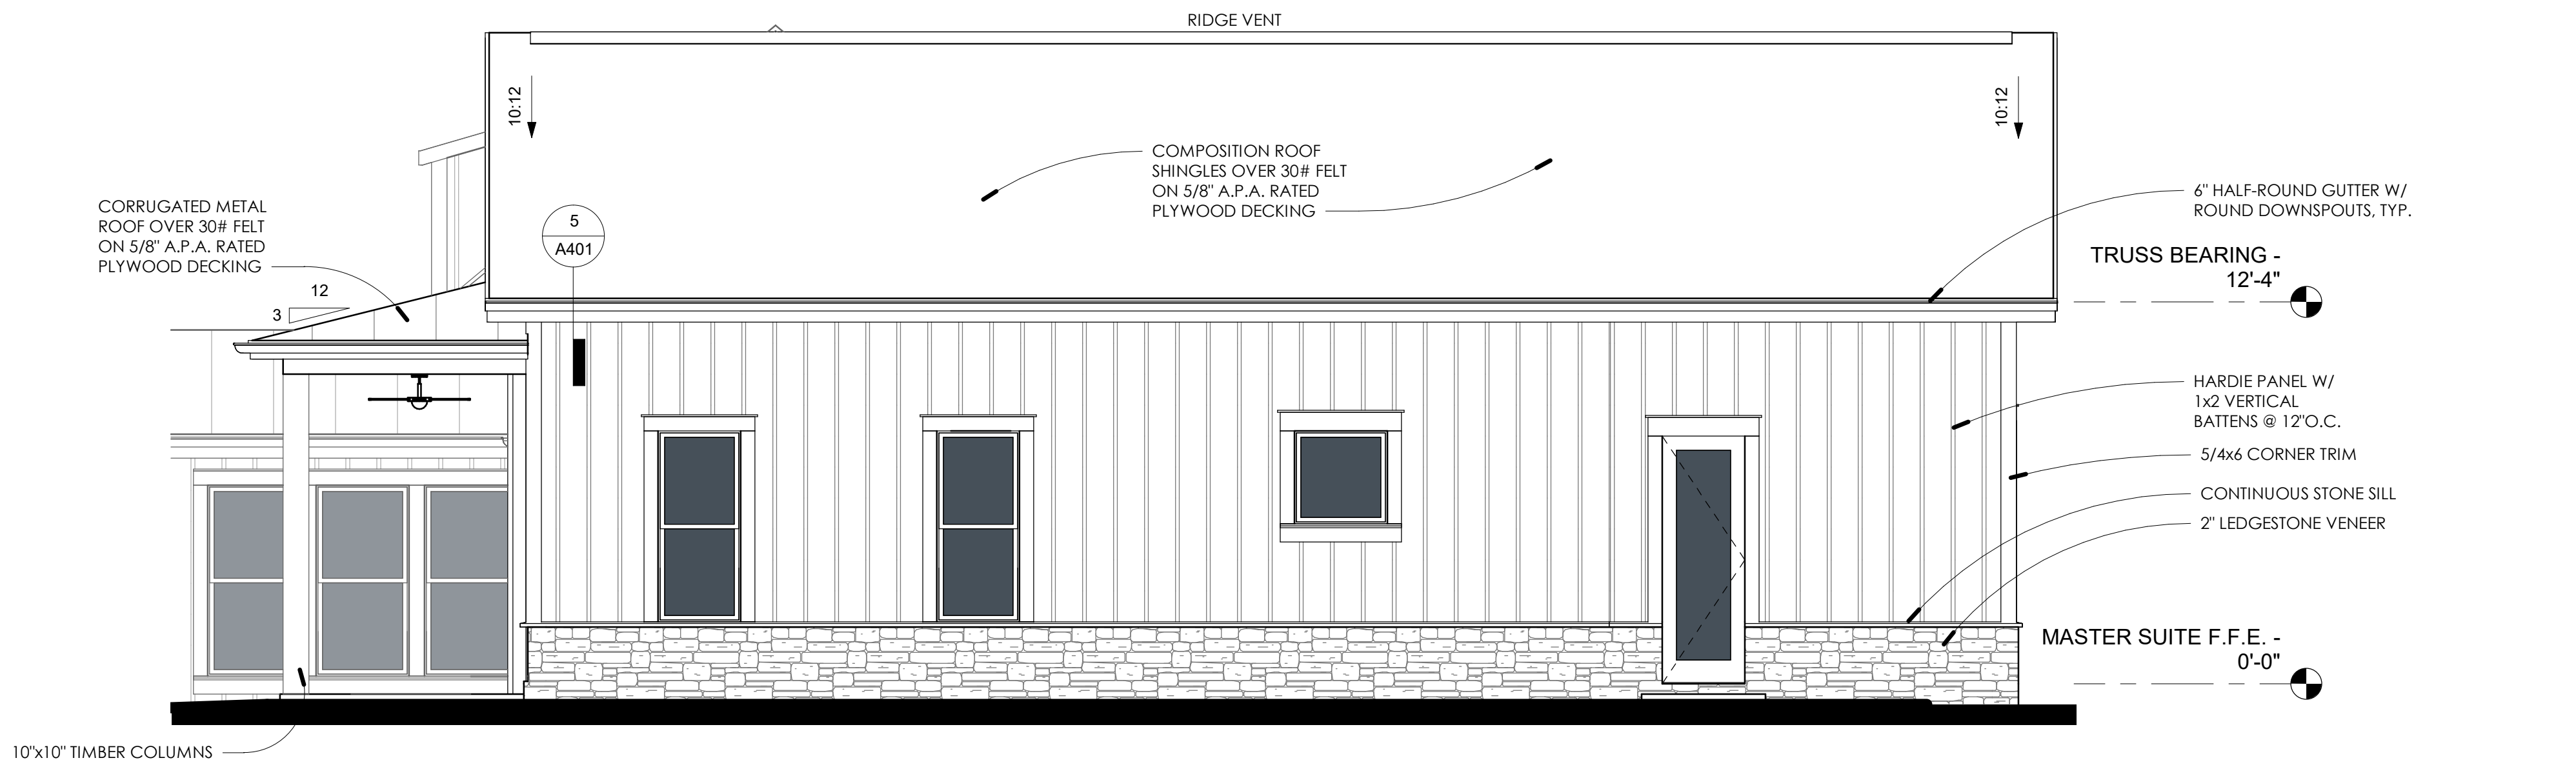 RIDGE VENT
10:12
10:12
COMPOSITION ROOF
SHINGLES OVER 30# FELT
ON 5/8" A.P.A. RATED
PLYWOOD DECKING
CORRUGATED METAL
ROOF OVER 30# FELT
ON 5/8" A.P.A. RATED
PLYWOOD DECKING
12
3
5
A401
6" HALF-ROUND GUTTER W/
ROUND DOWNSPOUTS, TYP.
TRUSS BEARING -
12'-4"
HARDIE PANEL W/
1x2 VERTICAL
BATTENS @ 12"O.C.
5/4x6 CORNER TRIM
CONTINUOUS STONE SILL
2" LEDGESTONE VENEER
MASTER SUITE F.F.E. -
0'-0"
10"x10" TIMBER COLUMNS